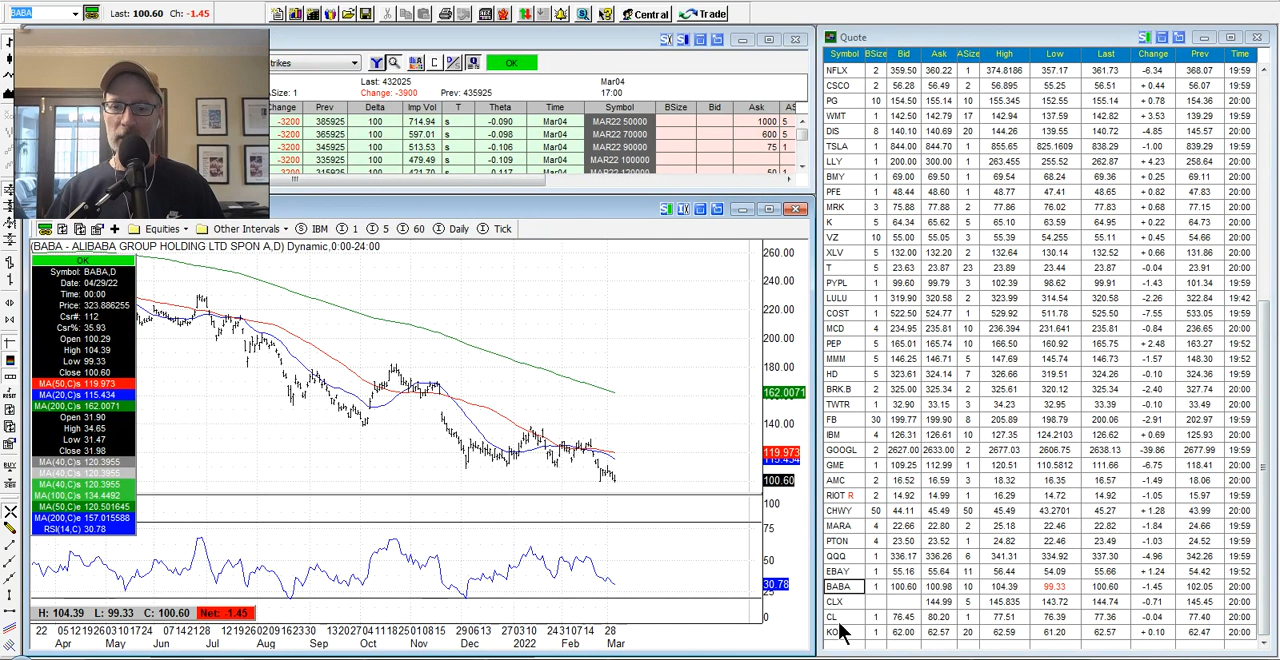 BABA Last: 100.60 Ch: -1.45 Central Trade
trikes OK
Last: 432025 Mar04
Size: 1 Change: -3900 Prev: 435925 17:00
Change Prev Delta Imp Vol T Theta Time Symbol BSize Bid Ask AS
-3200 385925 100 714.94 s -0.090 Mar04 MAR22 50000 1000 5
-3200 365925 100 597.01 s -0.098 Mar04 MAR22 70000 600 5
-3200 345925 100 513.53 s -0.106 Mar04 MAR22 90000 75 1
-3200 335925 100 479.49 s -0.109 Mar04 MAR22 100000
Equities Other Intervals S IBM I 1 I 5 I 60 I Daily I Tick
(BABA - ALIBABA GROUP HOLDING LTD SPON A,D) Dynamic,0:00-24:00
OK
Symbol: BABA,D
Date: 04/29/22
Time: 00:00
Price: 323.886255
Csr#: 112
Csr%: 35.93
Open 100.29
High 104.39
Low 99.33
Close 100.60
MA(50,C)s 119.973
MA(20,C)s 115.434
MA(200,C)s 162.0071
Open 31.90
High 34.65
Low 31.47
Close 31.98
MA(40,C)s 120.3955
MA(40,C)s 120.3955
MA(40,C)s 120.3955
MA(100,C)s 134.4492
MA(50,C)e 120.501645
MA(200,C)e 157.015588
RSI(14,C) 30.78
260.00
240.00
220.00
200.00
180.00
162.0071
140.00
119.973
115.434
100.60
100
75
50
30.78
25
0
H: 104.39 L: 99.33 C: 100.60 Net: -1.45
Apr May Jun Jul Aug Sep Oct Nov Dec 2022 Feb Mar
Quote
Symbol BSize Bid Ask ASize High Low Last Change Prev Time
NFLX 2 359.50 360.22 1 374.8186 357.17 361.73 -6.34 368.07 19:59
CSCO 2 56.28 56.49 2 56.895 55.25 56.51 + 0.44 56.07 19:59
PG 10 154.50 155.14 10 155.345 152.75 155.14 + 0.78 154.36 20:00
WMT 2 142.50 142.79 17 142.94 137.59 142.82 + 3.53 139.29 20:00
DIS 8 140.10 140.69 20 144.26 139.55 140.72 -4.85 145.57 20:00
TSLA 2 844.00 844.70 1 855.65 825.1609 838.29 -1.00 839.29 19:59
LLY 1 200.00 300.00 1 263.455 255.52 262.87 + 4.23 258.64 20:00
BMY 1 69.00 69.50 1 69.48 68.24 69.36 + 0.25 69.11 20:00
PFE 1 48.44 48.60 1 48.77 47.41 48.65 + 0.82 47.83 20:00
MRK 3 75.88 77.88 2 77.86 76.02 77.83 + 0.68 77.15 20:00
K 5 64.34 65.62 5 65.10 63.54 64.95 + 0.22 64.73 20:00
VZ 10 55.00 55.05 3 55.39 54.255 55.11 + 0.45 54.66 20:00
XLV 5 132.00 132.20 5 132.64 130.14 132.52 + 0.66 131.86 20:00
T 5 23.63 23.87 23 23.89 23.44 23.87 -0.04 23.91 20:00
PYPL 1 99.60 99.79 3 102.39 98.62 99.91 -1.43 101.34 20:00
LULU 1 319.90 320.58 2 323.99 314.54 320.58 -2.26 322.84 19:42
COST 1 522.50 524.77 1 529.92 511.78 525.50 -7.55 533.05 19:59
MCD 4 234.95 235.81 10 236.394 231.641 235.81 -0.84 236.65 20:00
PEP 4 165.01 165.74 10 166.50 160.92 165.75 + 2.48 163.27 19:52
MMM 5 146.25 146.71 5 147.69 145.74 146.73 -1.57 148.30 19:52
HD 5 323.61 324.14 7 326.66 319.51 324.26 -0.10 324.36 19:59
BRK.B 2 325.00 325.34 2 325.61 320.12 325.34 -2.40 327.74 20:00
TWTR 1 32.90 33.15 3 34.23 32.95 33.39 -0.10 33.49 20:00
FB 30 199.77 199.90 8 205.89 198.79 200.06 -2.91 202.97 19:59
IBM 4 126.31 126.61 10 127.35 124.2103 126.62 + 0.69 125.93 20:00
GOOGL 2 2627.00 2633.00 2 2677.03 2606.75 2638.13 -39.86 2677.99 19:59
GME 1 109.25 112.99 1 120.51 110.5812 111.66 -6.75 118.41 20:00
AMC 2 16.52 16.59 3 18.32 16.35 16.57 -1.49 18.06 20:00
RIOT R 2 14.92 14.99 1 16.29 14.72 14.92 -1.05 15.97 19:59
CHWY 50 44.11 45.49 50 45.49 43.2701 45.27 + 1.28 43.99 20:00
MARA 4 22.66 22.80 2 25.18 22.46 22.82 -1.84 24.66 20:00
PTON 1 23.50 23.52 1 24.82 22.46 23.49 -1.03 24.52 19:59
QQQ 1 336.17 336.26 6 341.31 334.92 337.30 -4.96 342.26 19:59
EBAY 1 55.16 55.64 11 56.44 54.09 55.66 + 1.24 54.42 19:52
BABA 1 100.60 100.98 10 104.39 99.33 100.60 -1.45 102.05 20:00
CLX 144.99 5 145.835 143.72 144.74 -0.71 145.45 20:00
CL 1 76.45 80.20 1 77.51 76.39 77.36 -0.04 77.40 20:00
KO 1 62.00 62.57 20 62.59 61.20 62.57 + 0.10 62.47 20:00